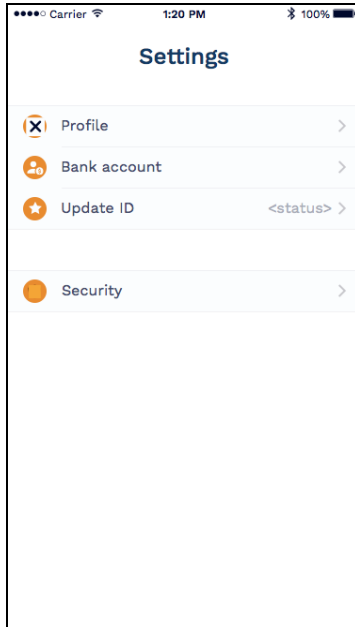 Carrier 1:20 PM 100%
Settings
Profile
Bank account
Update ID <status>
Security